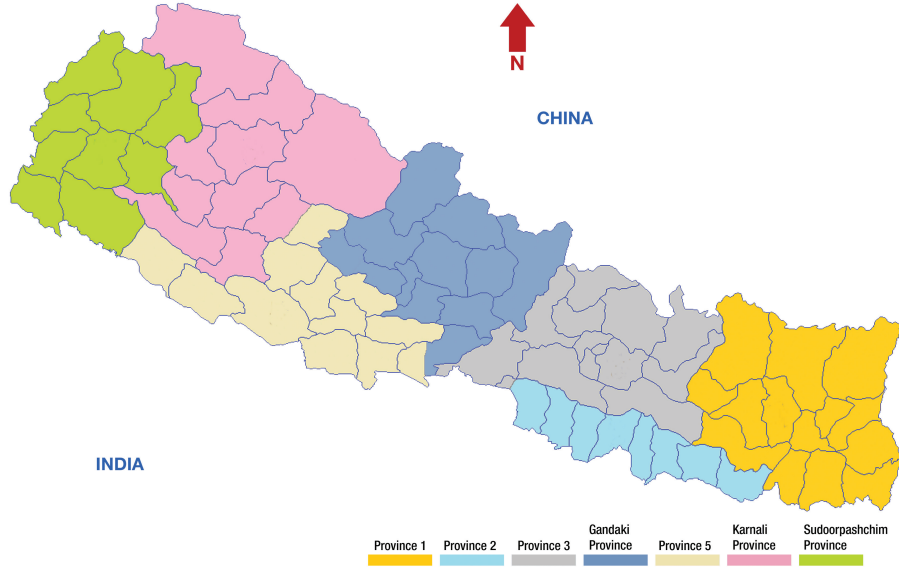 N
CHINA
INDIA
Province 1
Province 2
Province 3
Gandaki
Province
Province 5
Karnali
Province
Sudoorpashchim
Province